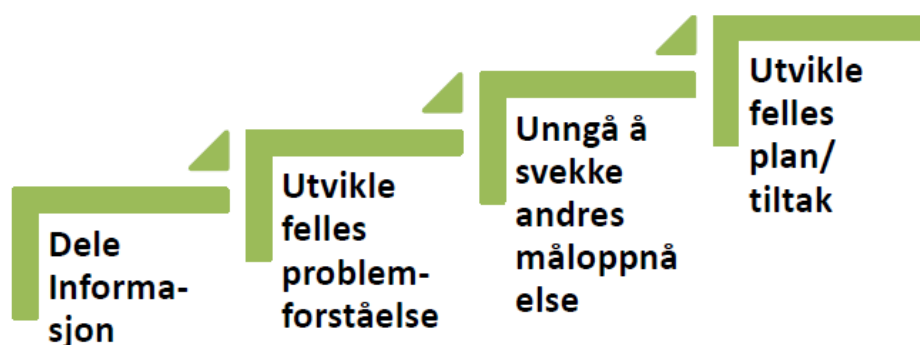 Dele
Informa-
sjon
Utvikle
felles
problem-
forståelse
Unngå å
svekke
andres
måloppnå
else
Utvikle
felles
plan/
tiltak